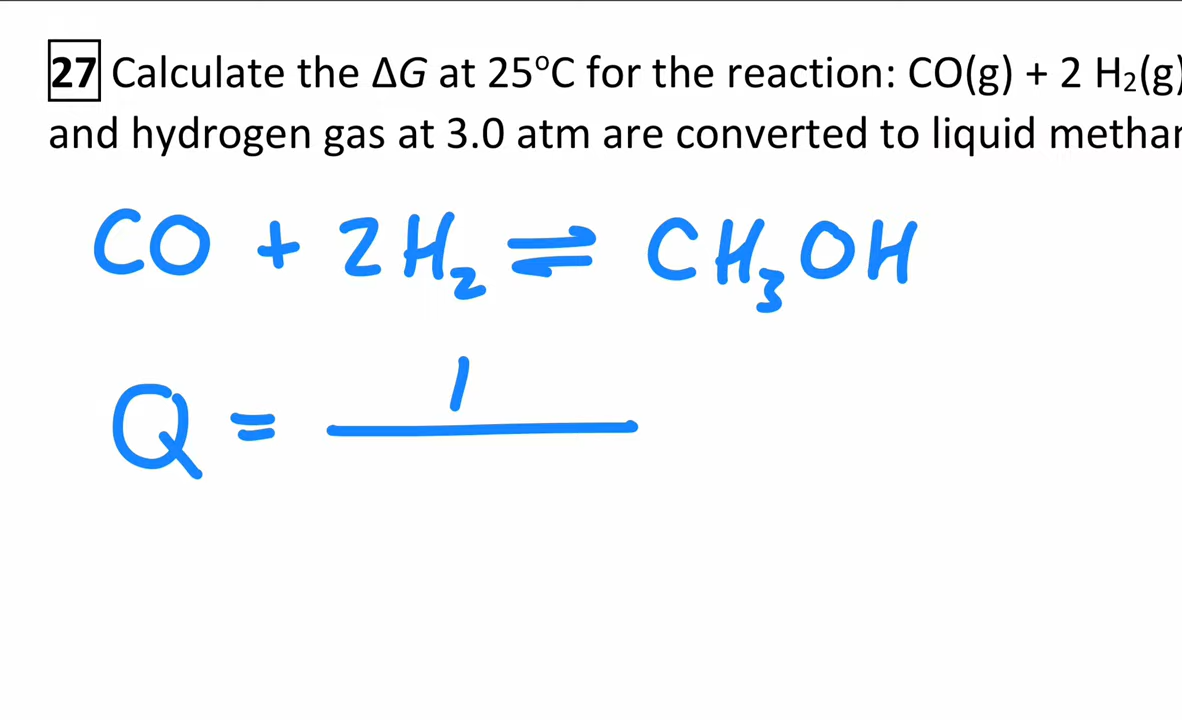 27 Calculate the ΔG at 25°C for the reaction: CO(g) + 2 H₂(g)
and hydrogen gas at 3.0 atm are converted to liquid methan
CO + 2H₂ ⇌ CH₃OH
Q = 1/